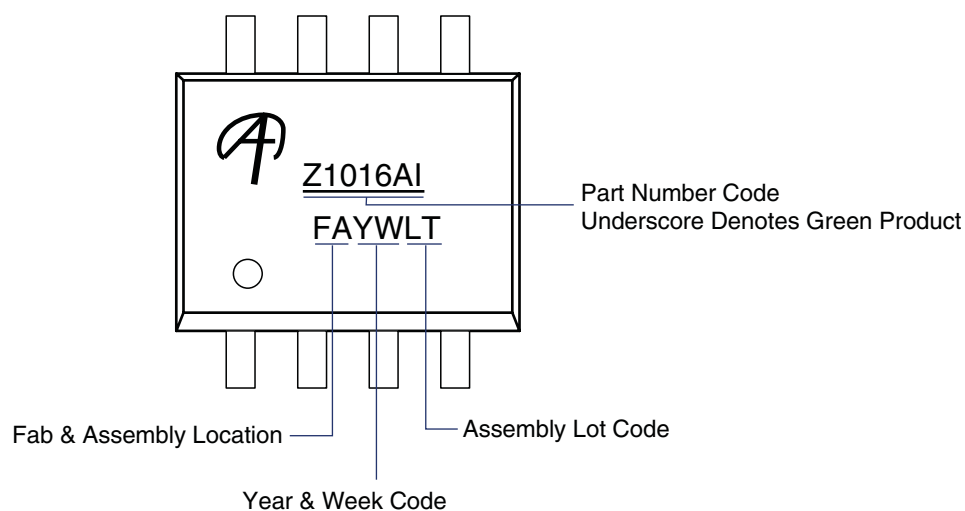 Z1016AI
Part Number Code
Underscore Denotes Green Product
FAYWLT
Fab & Assembly Location
Assembly Lot Code
Year & Week Code